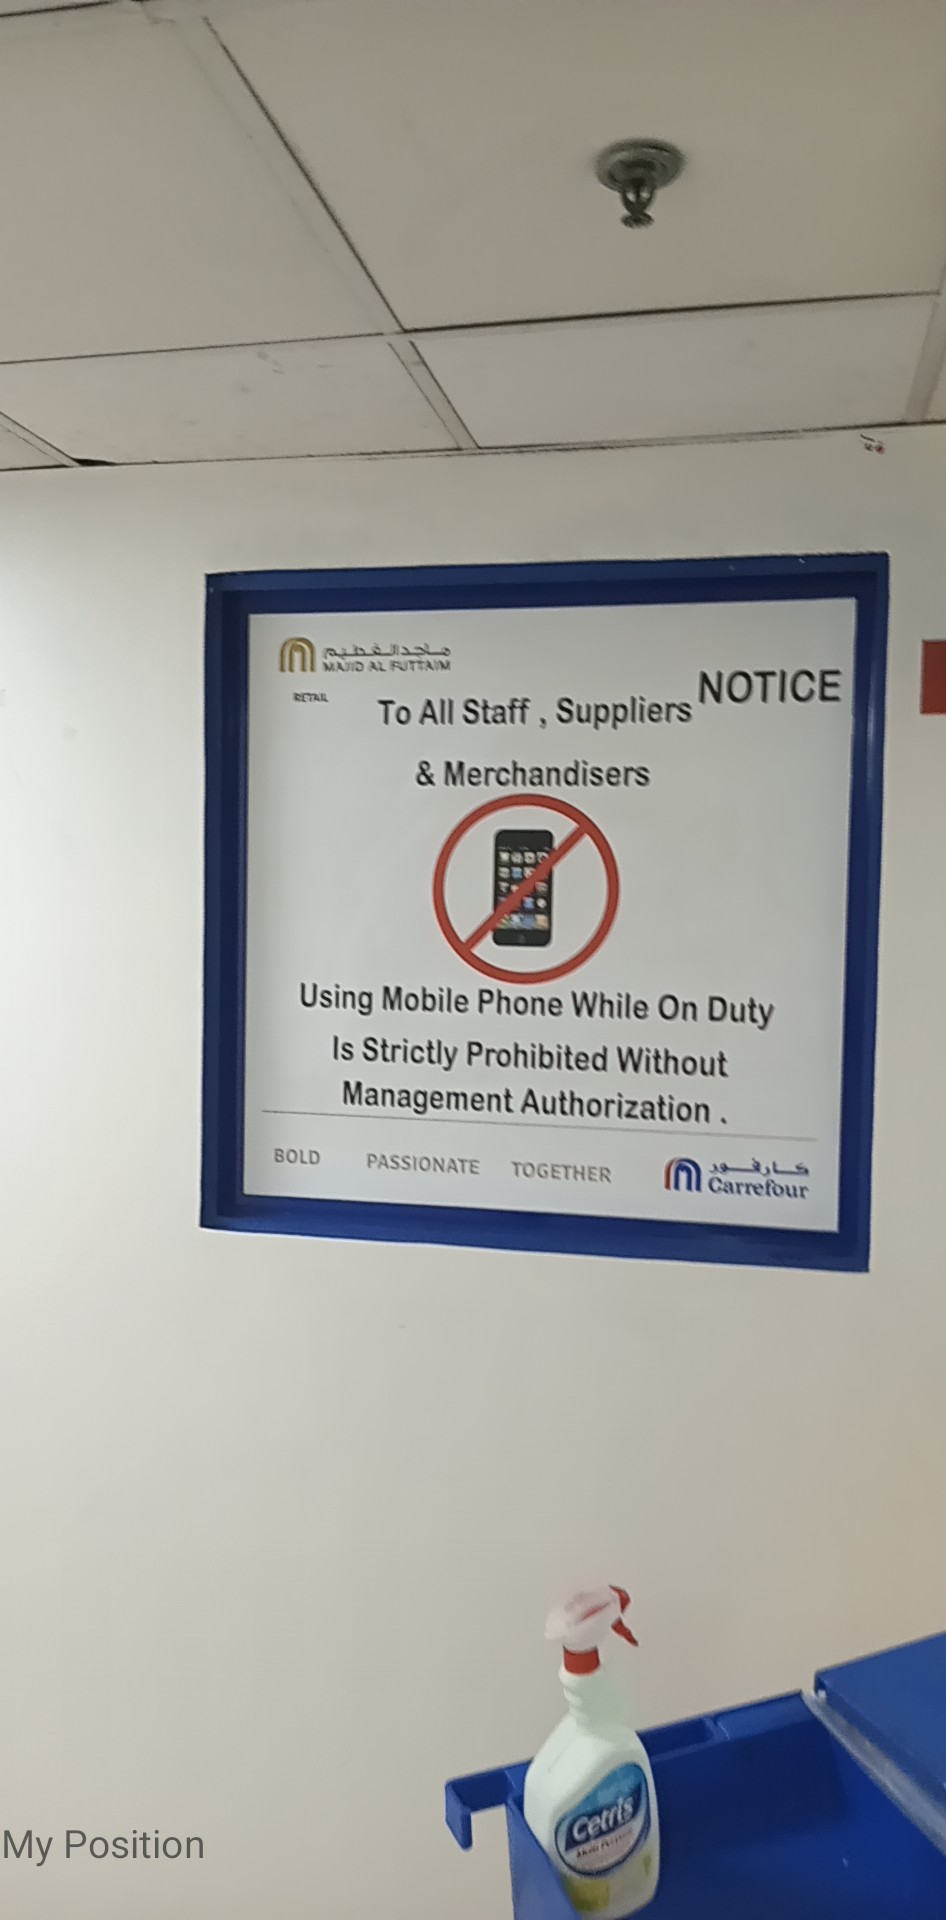 ماجد الفطيم
MAJID AL FUTTAIM
RETAIL
NOTICE
To All Staff , Suppliers
& Merchandisers
Using Mobile Phone While On Duty
Is Strictly Prohibited Without
Management Authorization .
BOLD PASSIONATE TOGETHER
كارفور
Carrefour
Cetris
My Position